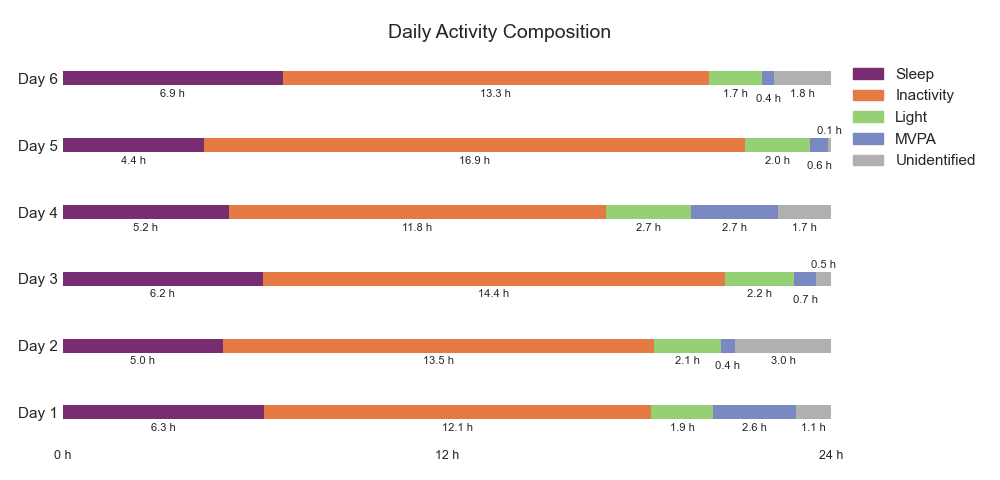 Daily Activity Composition
Day 6
6.9 h 13.3 h 1.7 h 0.4 h 1.8 h
Day 5
4.4 h 16.9 h 2.0 h 0.6 h 0.1 h
Day 4
5.2 h 11.8 h 2.7 h 2.7 h 1.7 h
Day 3
6.2 h 14.4 h 2.2 h 0.7 h 0.5 h
Day 2
5.0 h 13.5 h 2.1 h 0.4 h 3.0 h
Day 1
6.3 h 12.1 h 1.9 h 2.6 h 1.1 h
0 h 12 h 24 h
Sleep
Inactivity
Light
MVPA
Unidentified